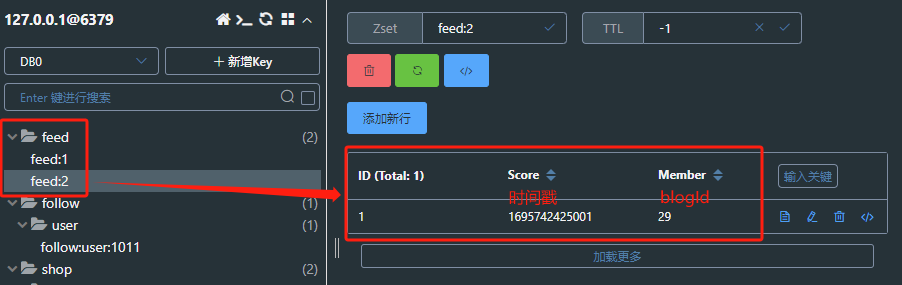 127.0.0.1@6379
DB0
+ 新增Key
Enter 键进行搜索
feed (2)
feed:1
feed:2
follow (1)
user (1)
follow:user:1011
shop (2)
Zset feed:2
TTL -1
添加新行
ID (Total: 1) Score Member 输入关键
时间戳 blogId
1 1695742425001 29
加载更多